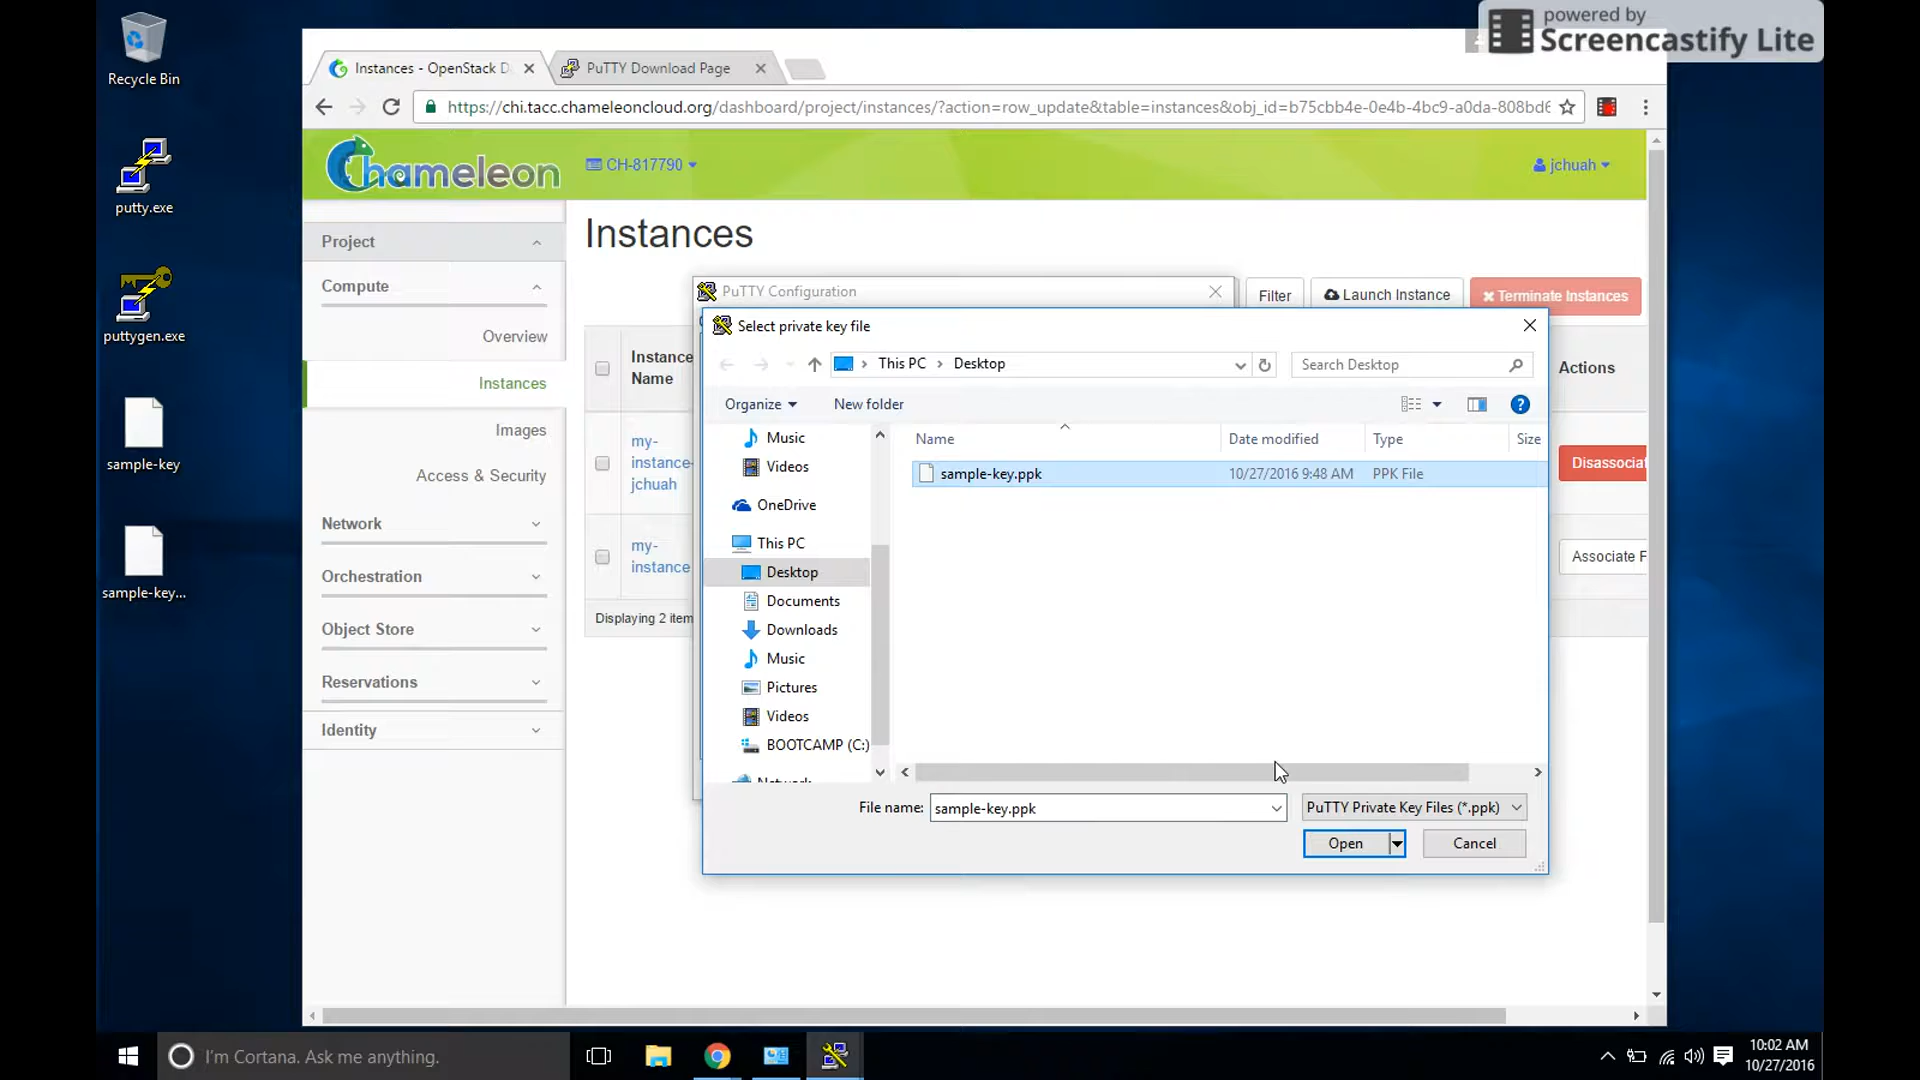 powered by
Screencastify Lite
Recycle Bin
Instances - OpenStack D
PuTTY Download Page
https://chi.tacc.chameleoncloud.org/dashboard/project/instances/?action=row_update&table=instances&obj_id=b75cbb4e-0e4b-4bc9-a0da-808bd6
putty.exe
Chameleon
CH-817790
jchuah
Project
Instances
puttygen.exe
Compute
PuTTY Configuration
Filter
Launch Instance
Terminate Instances
Overview
Select private key file
Instance
Name
This PC
Desktop
Search Desktop
Actions
Instances
Organize
New folder
Images
Music
Name
Date modified
Type
Size
my-
instance-
jchuah
sample-key
Access & Security
Videos
sample-key.ppk
10/27/2016 9:48 AM
PPK File
Disassociat
OneDrive
Network
This PC
my-
instance
Desktop
Associate F
sample-key...
Orchestration
Documents
Displaying 2 item
Object Store
Downloads
Music
Reservations
Pictures
Videos
Identity
BOOTCAMP (C:)
Network
File name:
sample-key.ppk
PuTTY Private Key Files (*.ppk)
Open
Cancel
I'm Cortana. Ask me anything.
10:02 AM
10/27/2016